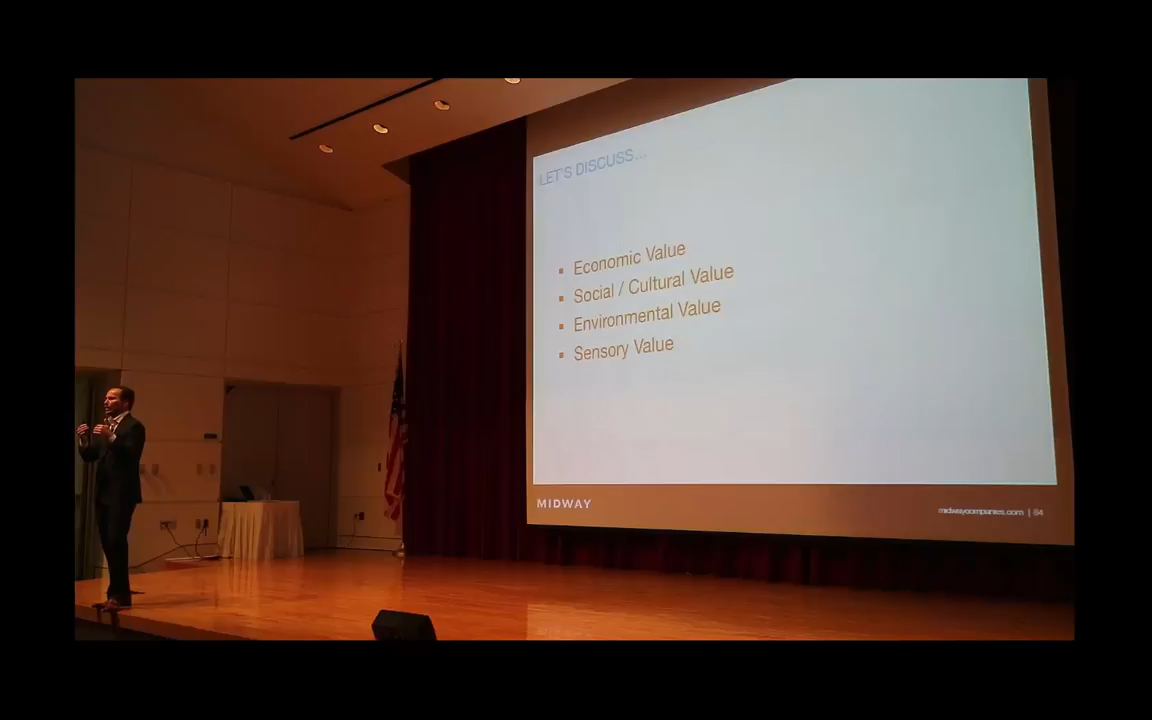 LET'S DISCUSS...
▪ Economic Value
▪ Social / Cultural Value
▪ Environmental Value
▪ Sensory Value
MIDWAY
midwaycompanies.com | 84